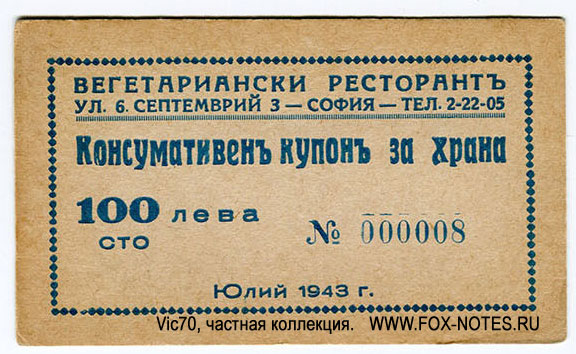 ВЕГЕТАРИАНСКИ РЕСТОРАНТЪ
УЛ. 6. СЕПТЕМВРИЙ 3 — СОФИЯ — ТЕЛ. 2-22-05
Консумативенъ купонъ за храна
100 лева
сто
№ 000008
Юлий 1943 г.
Vic70, частная коллекция. WWW.FOX-NOTES.RU